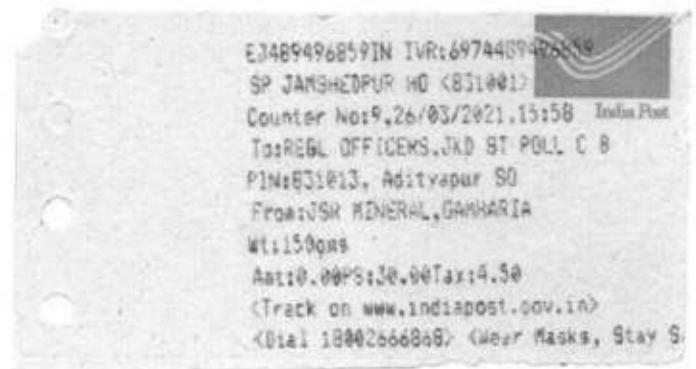 EJ489496859IN IVR:6974489496859
SP JAMSHEDPUR HO <831001>
Counter No:9,26/03/2021,15:58
India Post
To:REGL OFFICERS,JKD ST POLL C B
PIN:831013, Adityapur SO
From:JSR MINERAL,GAMHARIA
Wt:150gms
Amt:0.00PS:30.00Tax:4.50
<Track on www.indiapost.gov.in>
<Dial 18002666868> <Wear Masks, Stay S